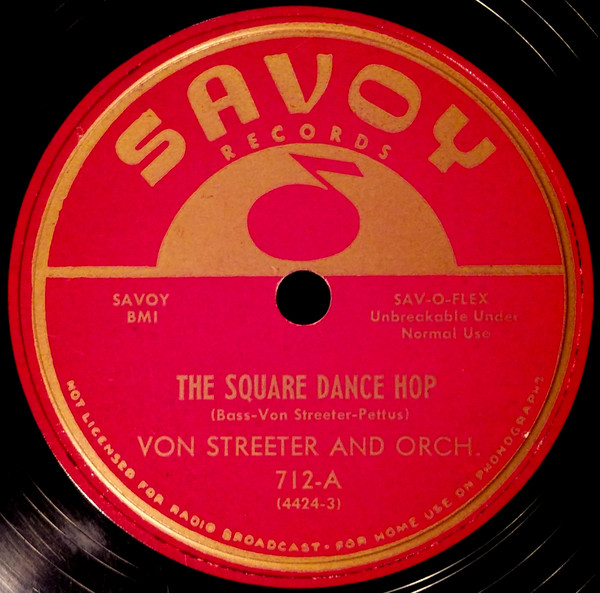 SAVOY
RECORDS
SAVOY
BMI
SAV-O-FLEX
Unbreakable Under
Normal Use
THE SQUARE DANCE HOP
(Bass-Von Streeter-Pettus)
VON STREETER AND ORCH.
712-A
(4424-3)
NOT LICENSED FOR RADIO BROADCAST · FOR HOME USE ON PHONOGRAPHS